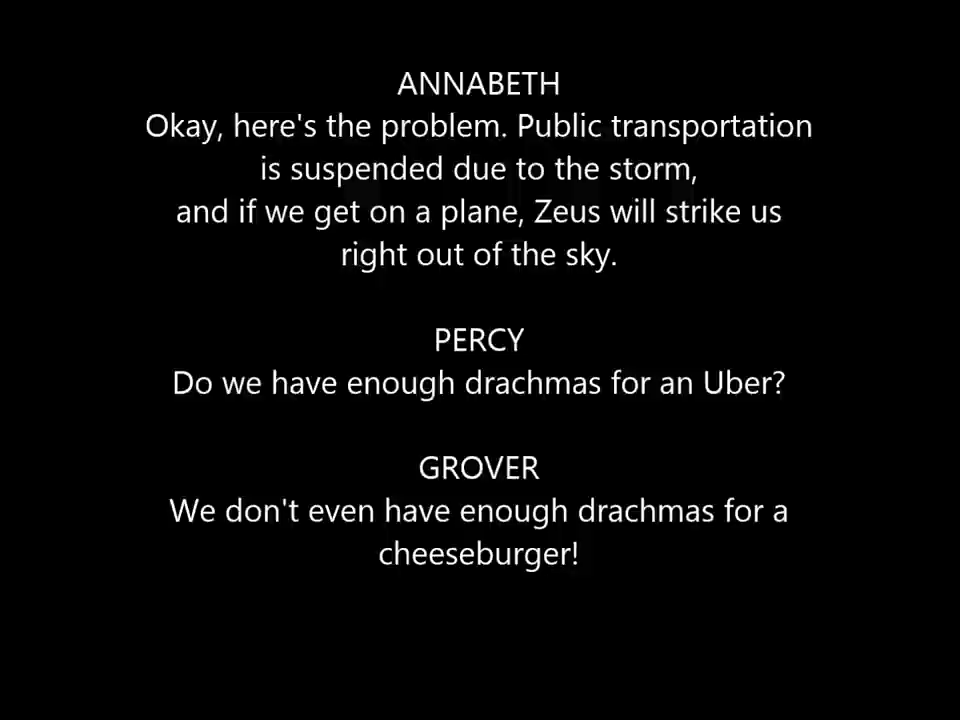 ANNABETH
Okay, here's the problem. Public transportation
is suspended due to the storm,
and if we get on a plane, Zeus will strike us
right out of the sky.
PERCY
Do we have enough drachmas for an Uber?
GROVER
We don't even have enough drachmas for a
cheeseburger!